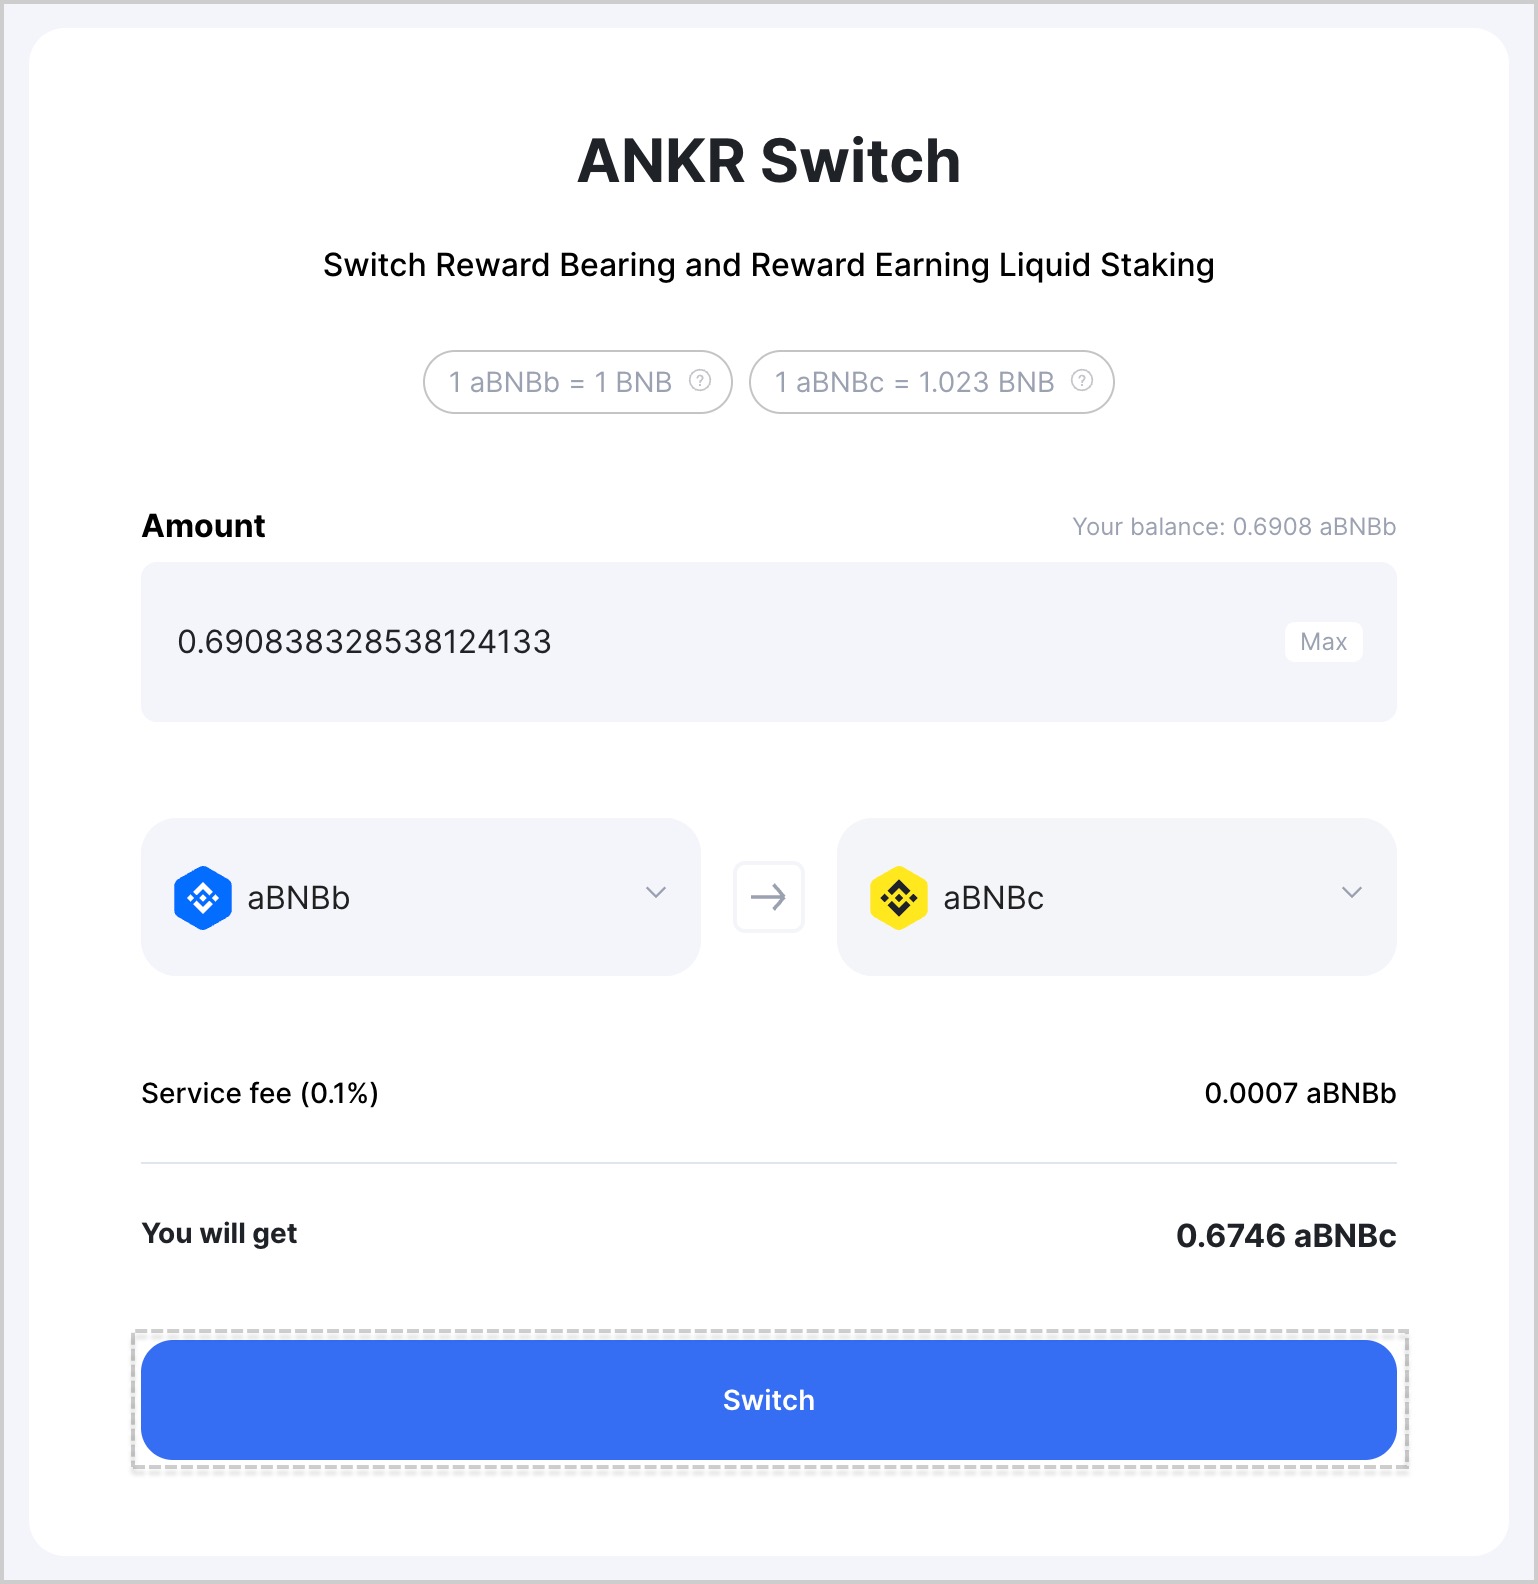 ANKR Switch
Switch Reward Bearing and Reward Earning Liquid Staking
1 aBNBb = 1 BNB ?
1 aBNBc = 1.023 BNB ?
Amount
Your balance: 0.6908 aBNBb
0.690838328538124133
Max
aBNBb
aBNBc
Service fee (0.1%)
0.0007 aBNBb
You will get
0.6746 aBNBc
Switch